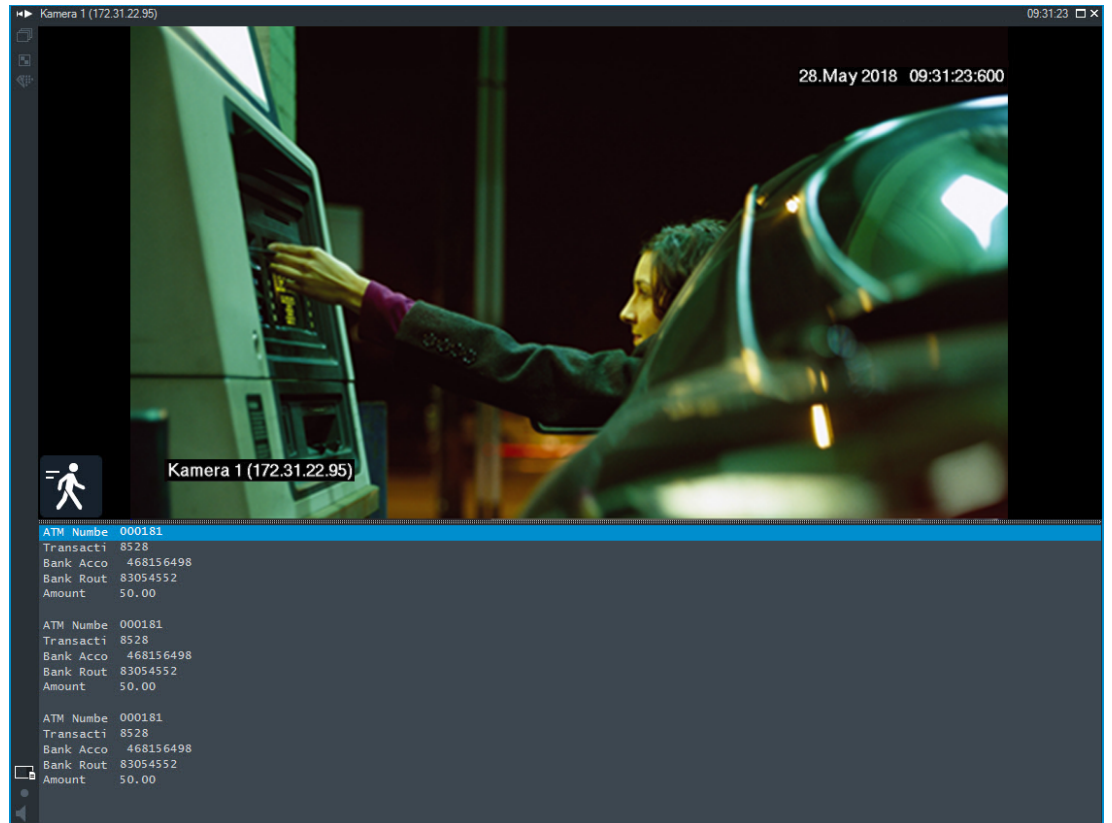 Kamera 1 (172.31.22.95) 09:31:23
28.May 2018 09:31:23:600
Kamera 1 (172.31.22.95)
ATM Numbe 000181
Transacti 8528
Bank Acco 468156498
Bank Rout 83054552
Amount 50.00
ATM Numbe 000181
Transacti 8528
Bank Acco 468156498
Bank Rout 83054552
Amount 50.00
ATM Numbe 000181
Transacti 8528
Bank Acco 468156498
Bank Rout 83054552
Amount 50.00